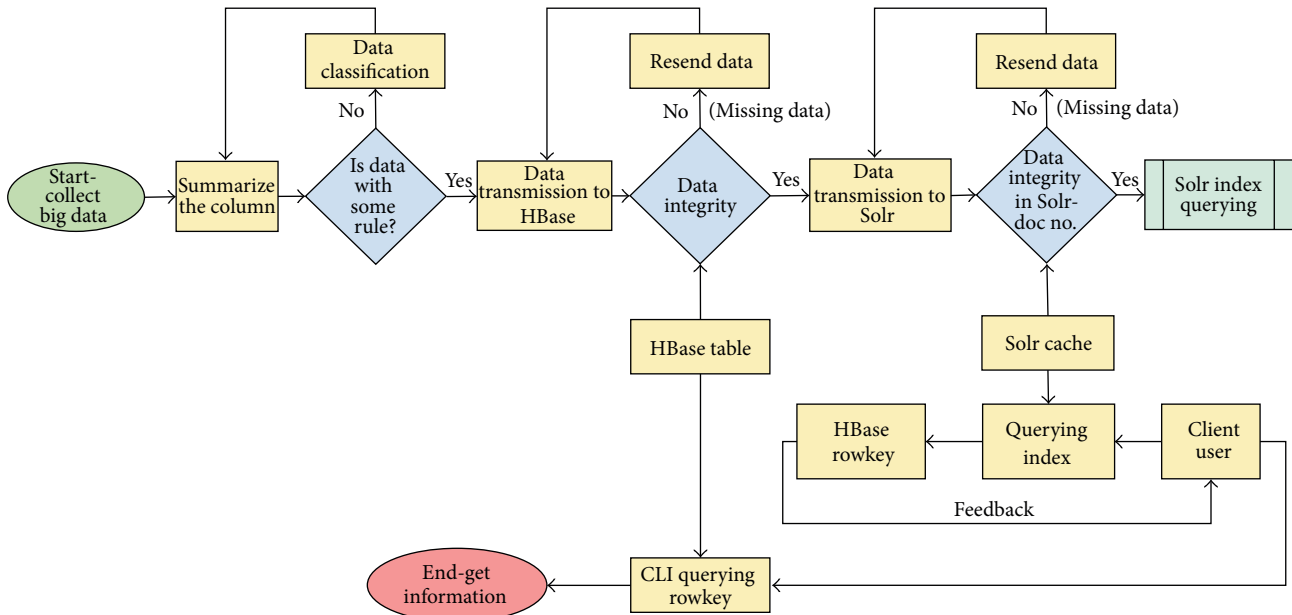 Data
classification
Resend data
Resend data
No
No (Missing data)
No (Missing data)
Start-
collect
big data
Summarize
the column
Is data
with
some
rule?
Yes
Data
transmission to
HBase
Data
integrity
Yes
Data
transmission to
Solr
Data
integrity
in Solr-
doc no.
Yes
Solr index
querying
HBase table
Solr cache
HBase
rowkey
Querying
index
Client
user
Feedback
End-get
information
CLI querying
rowkey